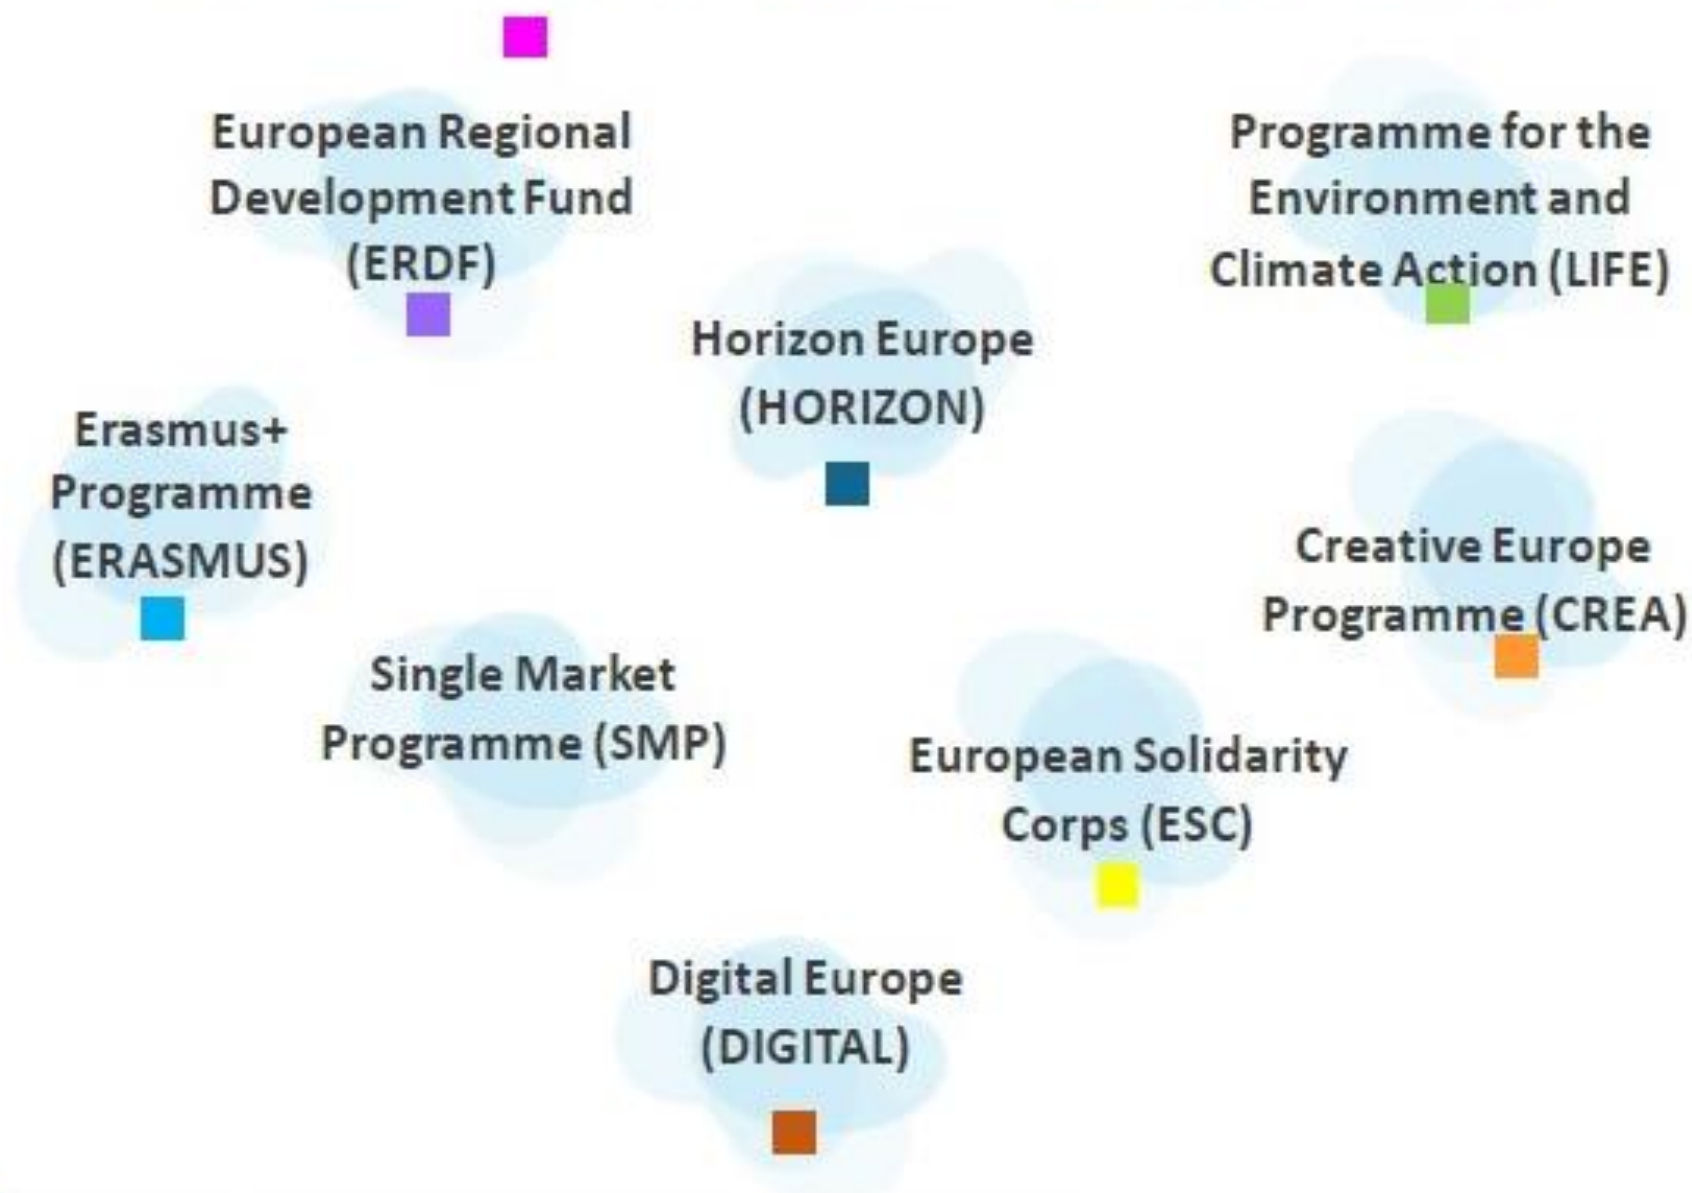 European Regional
Development Fund
(ERDF)
Programme for the
Environment and
Climate Action (LIFE)
Horizon Europe
(HORIZON)
Erasmus+
Programme
(ERASMUS)
Creative Europe
Programme (CREA)
Single Market
Programme (SMP)
European Solidarity
Corps (ESC)
Digital Europe
(DIGITAL)